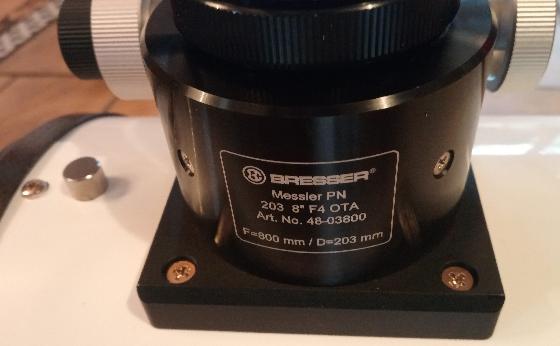 BRESSER®
Messier PN
203 8" F4 OTA
Art. No. 48-03800
F=800 mm / D=203 mm